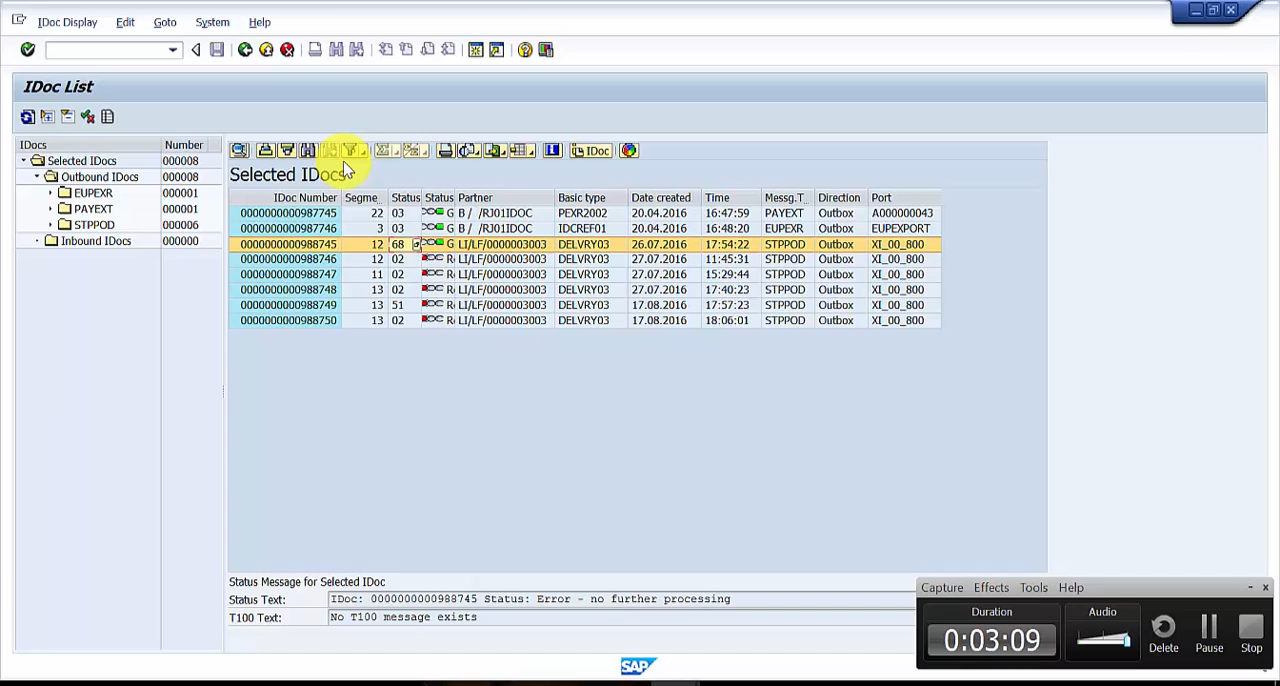 IDoc Display Edit Goto System Help
IDoc List
IDocs Number
Selected IDocs 000008
Outbound IDocs 000008
EUPEXR 000001
PAYEXT 000001
STPPOD 000006
Inbound IDocs 000000
IDoc
Selected IDocs
IDoc Number Segme Status Status Partner Basic type Date created Time Messg.T Direction Port
0000000000987745 22 03 G B / /RJ01IDOC PEXR2002 20.04.2016 16:47:59 PAYEXT Outbox A000000043
0000000000987746 3 03 G B / /RJ01IDOC IDCREF01 20.04.2016 16:48:20 EUPEXR Outbox EUPEXPORT
0000000000988745 12 68 G LI/LF/0000003003 DELVRY03 26.07.2016 17:54:22 STPPOD Outbox XI_00_800
0000000000988746 12 02 R LI/LF/0000003003 DELVRY03 27.07.2016 11:45:31 STPPOD Outbox XI_00_800
0000000000988747 11 02 R LI/LF/0000003003 DELVRY03 27.07.2016 15:29:44 STPPOD Outbox XI_00_800
0000000000988748 13 02 R LI/LF/0000003003 DELVRY03 27.07.2016 17:40:23 STPPOD Outbox XI_00_800
0000000000988749 13 51 R LI/LF/0000003003 DELVRY03 17.08.2016 17:57:23 STPPOD Outbox XI_00_800
0000000000988750 13 02 R LI/LF/0000003003 DELVRY03 17.08.2016 18:06:01 STPPOD Outbox XI_00_800
Status Message for Selected IDoc
Status Text: IDoc: 0000000000988745 Status: Error - no further processing
T100 Text: No T100 message exists
Capture Effects Tools Help
Duration Audio
0:03:09
Delete Pause Stop
SAP